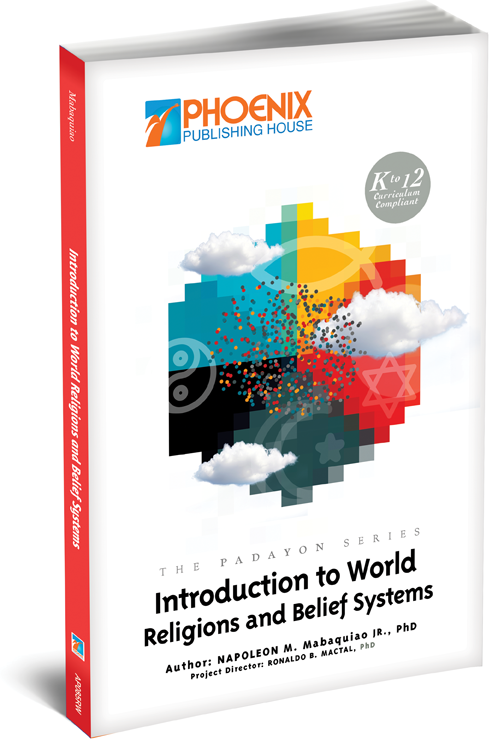 Mabaquiao
Introduction to World Religions and Belief Systems
PHOENIX
PUBLISHING HOUSE
K to 12
Curriculum
Compliant
THE PADAYON SERIES
Introduction to World
Religions and Belief Systems
Author: NAPOLEON M. Mabaquiao JR., PhD
Project Director: RONALDO B. MACTAL, PhD